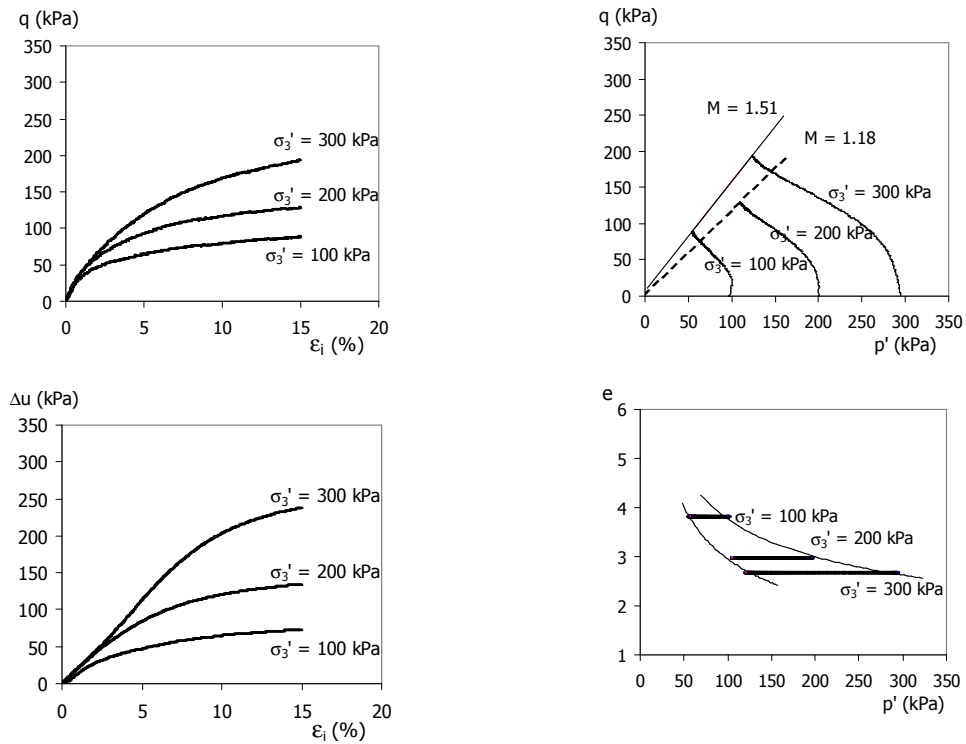 q (kPa)
350
300
250
200
150
100
50
0
σ3' = 300 kPa
σ3' = 200 kPa
σ3' = 100 kPa
0 5 10 15 20
εi (%)
q (kPa)
350
300
250
200
150
100
50
0
M = 1.51
M = 1.18
σ3' = 300 kPa
σ3' = 200 kPa
σ3' = 100 kPa
0 50 100 150 200 250 300 350
p' (kPa)
Δu (kPa)
350
300
250
200
150
100
50
0
σ3' = 300 kPa
σ3' = 200 kPa
σ3' = 100 kPa
0 5 10 15 20
εi (%)
e
6
5
4
3
2
1
σ3' = 100 kPa
σ3' = 200 kPa
σ3' = 300 kPa
0 50 100 150 200 250 300 350
p' (kPa)